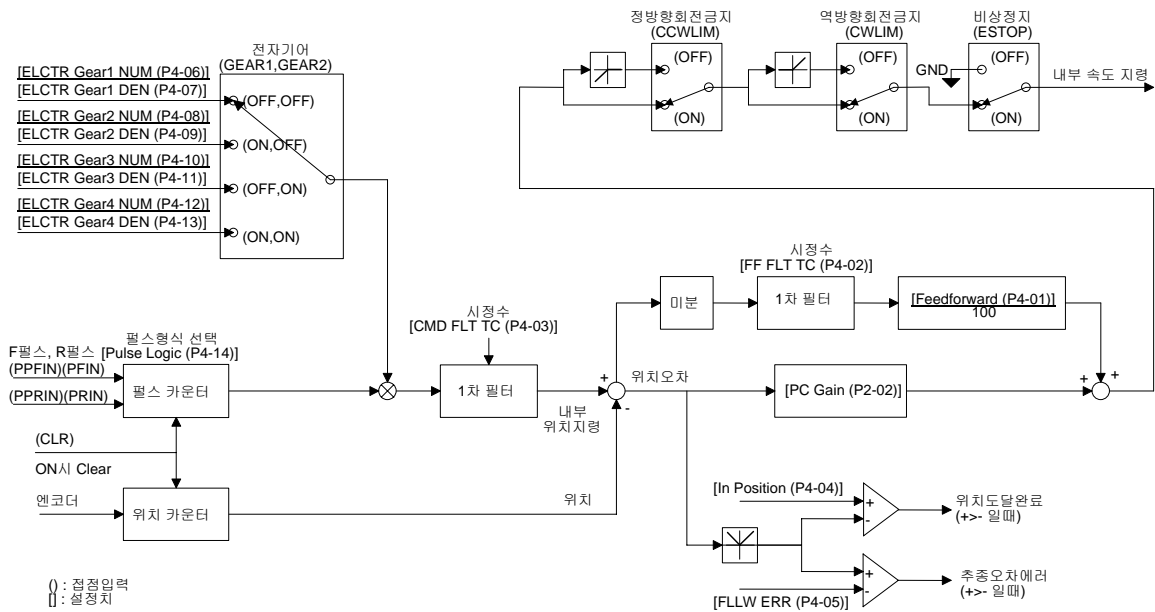 정방향회전금지
(CCWLIM)
역방향회전금지
(CWLIM)
비상정지
(ESTOP)
(OFF)
(ON)
(OFF)
(ON)
GND
(OFF)
(ON)
내부 속도 지령
전자기어
(GEAR1,GEAR2)
[ELCTR Gear1 NUM (P4-06)]
[ELCTR Gear1 DEN (P4-07)]
(OFF,OFF)
[ELCTR Gear2 NUM (P4-08)]
[ELCTR Gear2 DEN (P4-09)]
(ON,OFF)
[ELCTR Gear3 NUM (P4-10)]
[ELCTR Gear3 DEN (P4-11)]
(OFF,ON)
[ELCTR Gear4 NUM (P4-12)]
[ELCTR Gear4 DEN (P4-13)]
(ON,ON)
시정수
[FF FLT TC (P4-02)]
미분
1차 필터
[Feedforward (P4-01)]
100
시정수
[CMD FLT TC (P4-03)]
펄스형식 선택
[Pulse Logic (P4-14)]
F펄스, R펄스
(PPFIN)(PFIN)
(PPRIN)(PRIN)
펄스 카운터
1차 필터
내부
위치지령
+
-
위치오차
[PC Gain (P2-02)]
+
+
(CLR)
ON시 Clear
엔코더
위치 카운터
위치
[In Position (P4-04)]
+
-
위치도달완료
(+>- 일때)
[FLLW ERR (P4-05)]
+
-
추종오차에러
(+>- 일때)
() : 접점입력
[] : 설정치